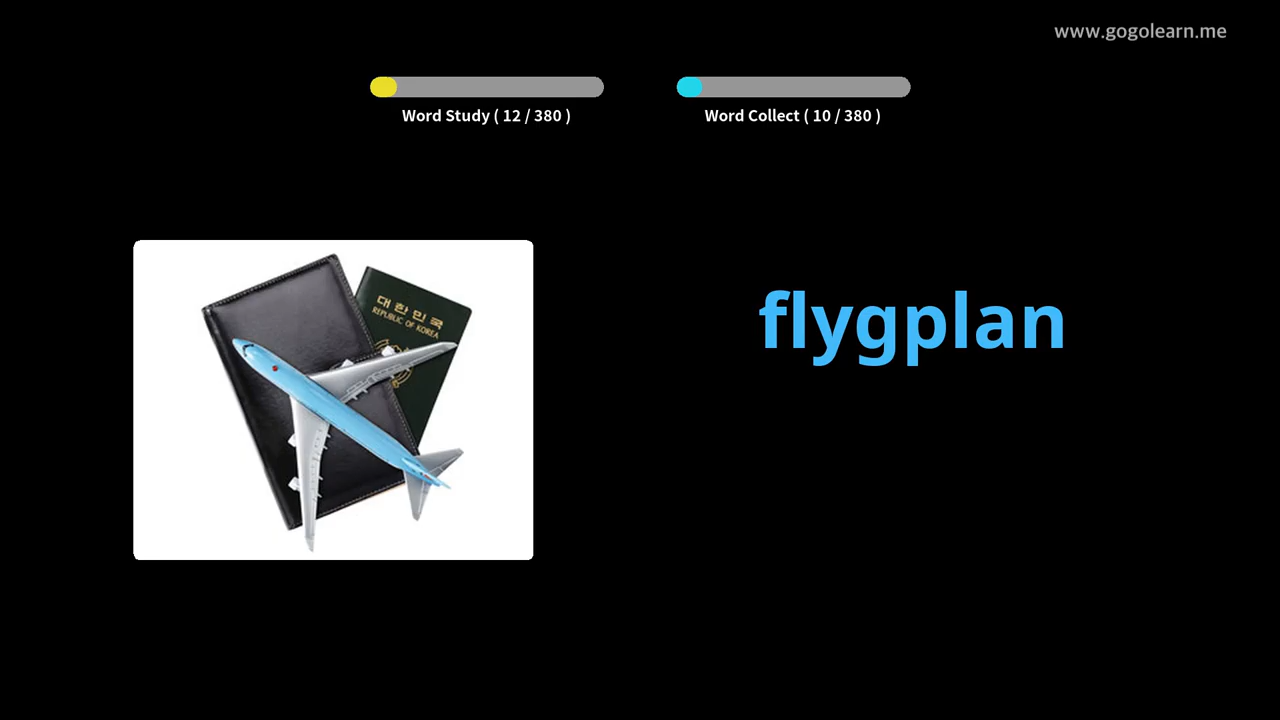 www.gogolearn.me
Word Study ( 12 / 380 )
Word Collect ( 10 / 380 )
대한민국
REPUBLIC OF KOREA
flygplan